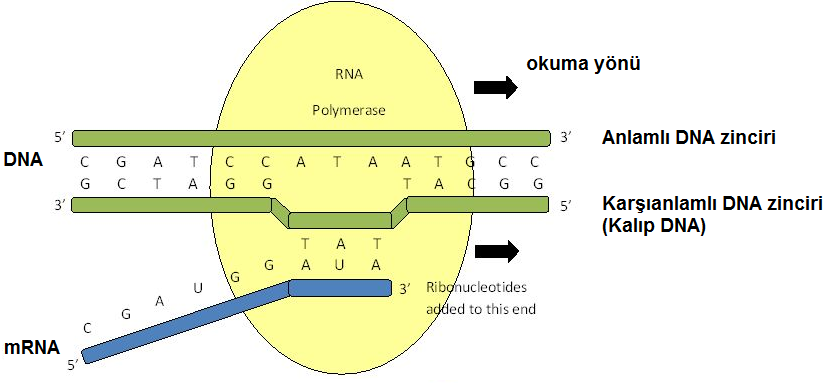 RNA
Polymerase
okuma yönü
5′ 3′ Anlamlı DNA zinciri
DNA
C G A T C C A T A A T G C C
G C T A G G T A C G G
3′ 5′ Karşıanlamlı DNA zinciri
(Kalıp DNA)
T A T
C G A U G G A U A
3′ Ribonucleotides
added to this end
mRNA
5′